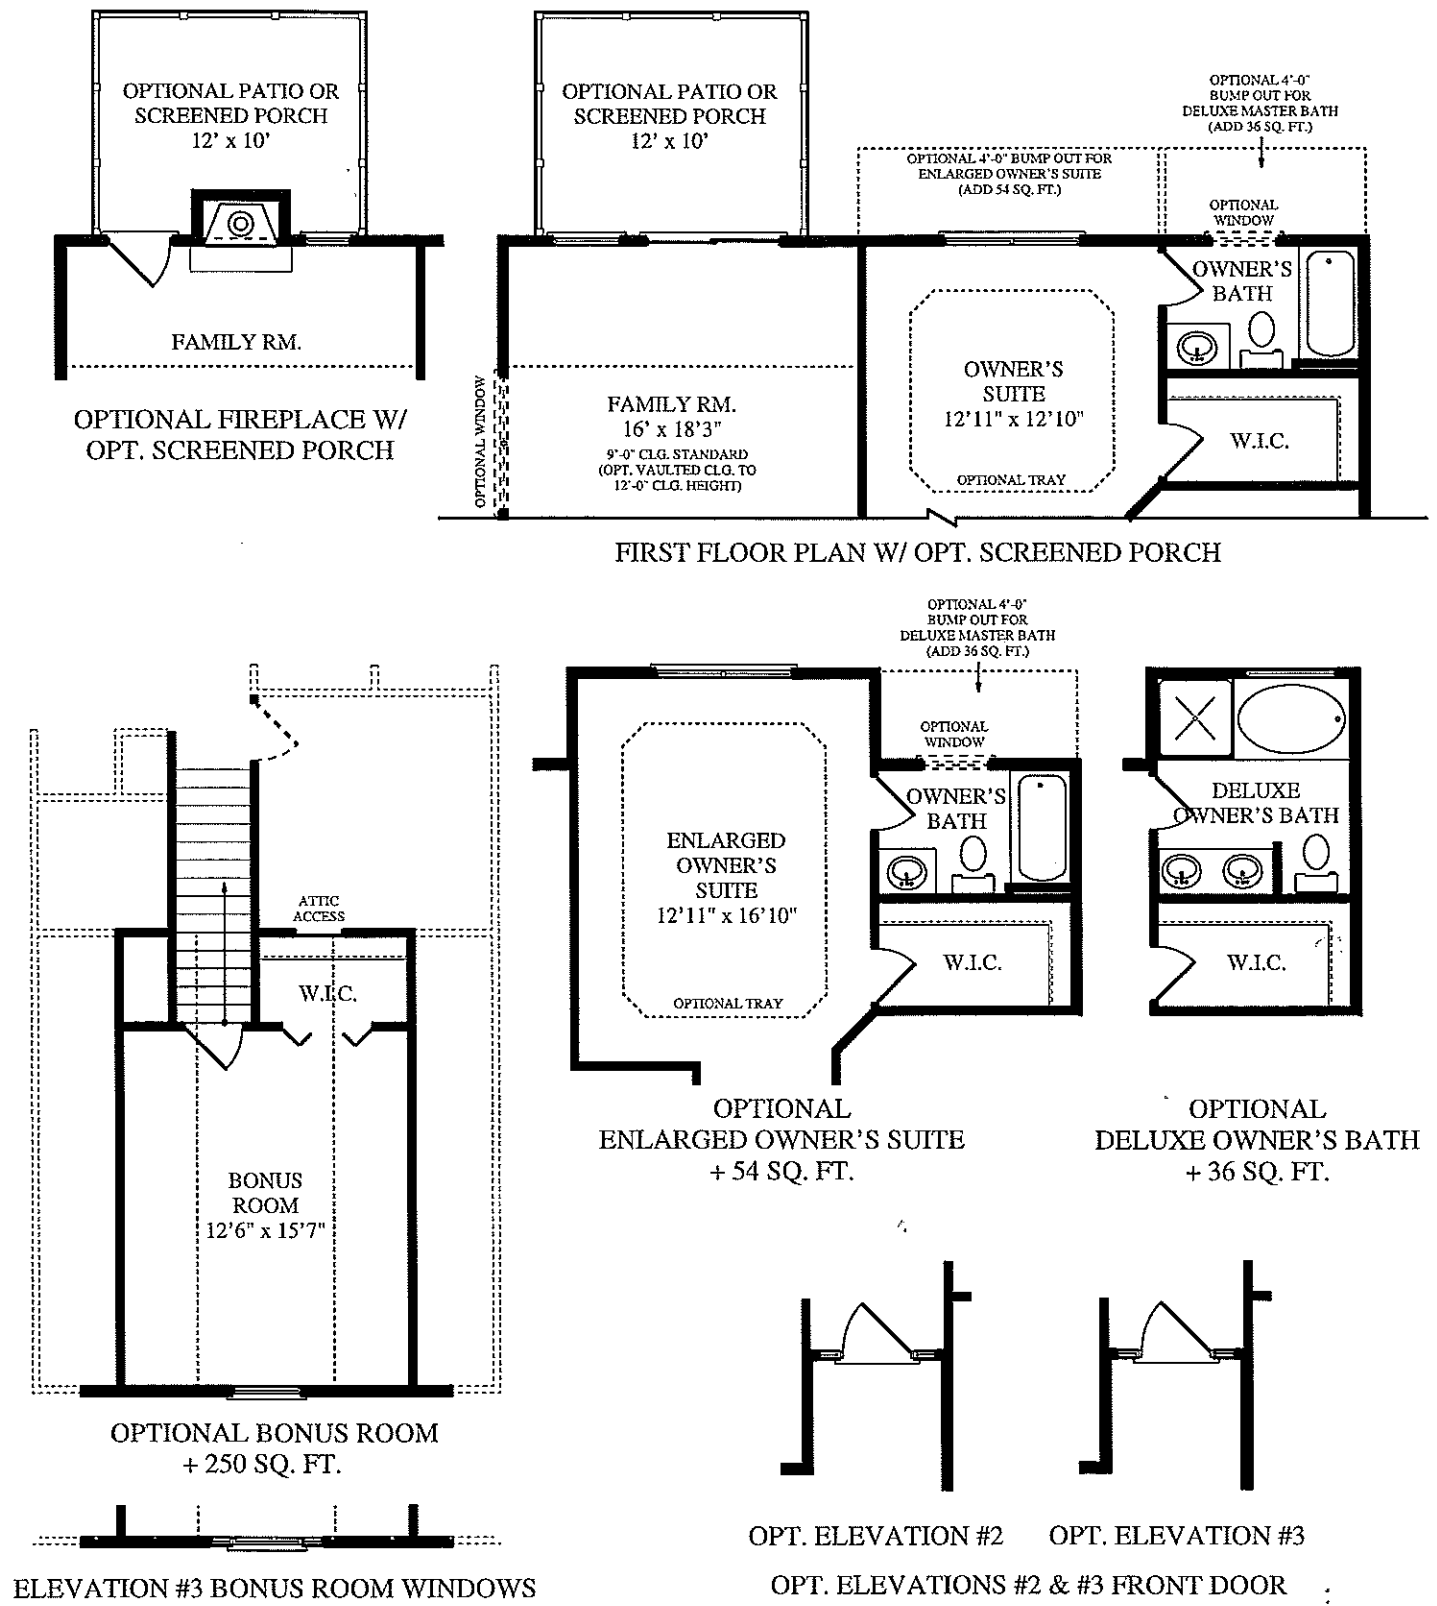 OPTIONAL PATIO OR
SCREENED PORCH
12' x 10'
FAMILY RM.
OPTIONAL FIREPLACE W/
OPT. SCREENED PORCH
OPTIONAL PATIO OR
SCREENED PORCH
12' x 10'
OPTIONAL 4'-0"
BUMP OUT FOR
DELUXE MASTER BATH
(ADD 36 SQ. FT.)
OPTIONAL 4'-0" BUMP OUT FOR
ENLARGED OWNER'S SUITE
(ADD 54 SQ. FT.)
OPTIONAL
WINDOW
OWNER'S
BATH
OWNER'S
SUITE
12'11" x 12'10"
OPTIONAL TRAY
W.I.C.
OPTIONAL WINDOW
FAMILY RM.
16' x 18'3"
9'-0" CLG. STANDARD
(OPT. VAULTED CLG. TO
12'-0" CLG. HEIGHT)
FIRST FLOOR PLAN W/ OPT. SCREENED PORCH
ATTIC
ACCESS
W.I.C.
BONUS
ROOM
12'6" x 15'7"
OPTIONAL BONUS ROOM
+ 250 SQ. FT.
ELEVATION #3 BONUS ROOM WINDOWS
OPTIONAL 4'-0"
BUMP OUT FOR
DELUXE MASTER BATH
(ADD 36 SQ. FT.)
OPTIONAL
WINDOW
OWNER'S
BATH
ENLARGED
OWNER'S
SUITE
12'11" x 16'10"
OPTIONAL TRAY
W.I.C.
OPTIONAL
ENLARGED OWNER'S SUITE
+ 54 SQ. FT.
DELUXE
OWNER'S BATH
W.I.C.
OPTIONAL
DELUXE OWNER'S BATH
+ 36 SQ. FT.
OPT. ELEVATION #2
OPT. ELEVATION #3
OPT. ELEVATIONS #2 & #3 FRONT DOOR